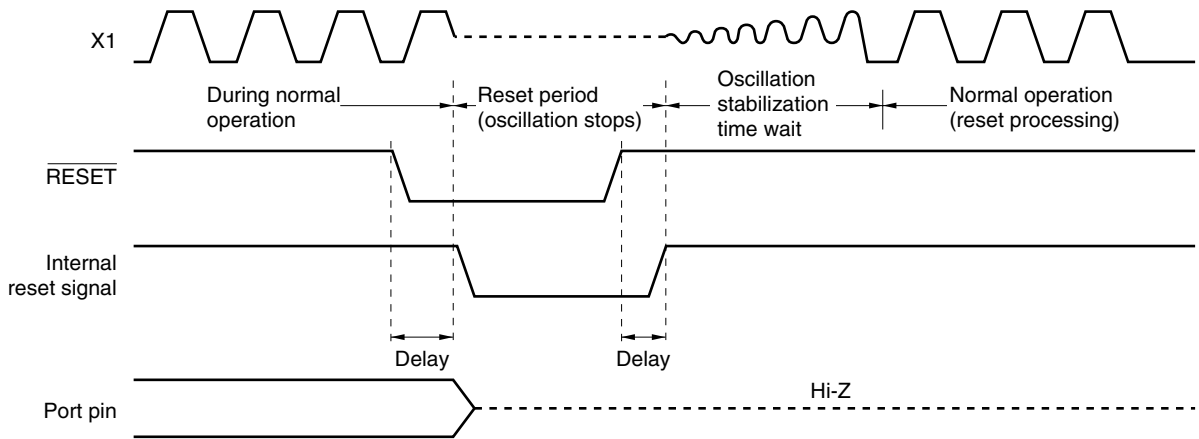 X1
During normal
operation
Reset period
(oscillation stops)
Oscillation
stabilization
time wait
Normal operation
(reset processing)
RESET
Internal
reset signal
Delay
Delay
Port pin
Hi-Z